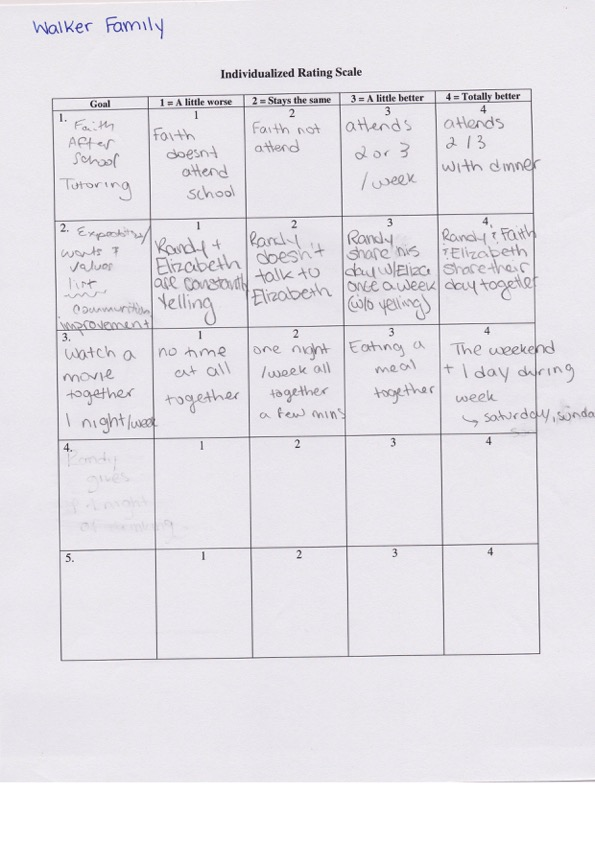 Walker Family
Individualized Rating Scale
Goal
1 = A little worse
2 = Stays the same
3 = A little better
4 = Totally better
1.
Faith
After
School
Tutoring
1
Faith
doesnt
attend
school
2
Faith not
attend
3
attends
2 or 3
/week
4
attends
2/3
with dinner
2.
wants &
values
list
communication
improvement
1
Randy +
Elizabeth
are constantly
Yelling
2
Randy
doesn't
talk to
Elizabeth
3
Randy
share his
day w/Eliza
once a week
(w/o yelling)
4
Randy & Faith
& Elizabeth
share their
day together
3.
watch a
movie
together
1 night/week
1
no time
at all
together
2
one night
/week all
together
a few mins
3
Eating a
meal
together
4
The weekend
+ 1 day during
week
↳ saturday, sunda
4.
Randy
gives
1
2
3
4
5.
1
2
3
4